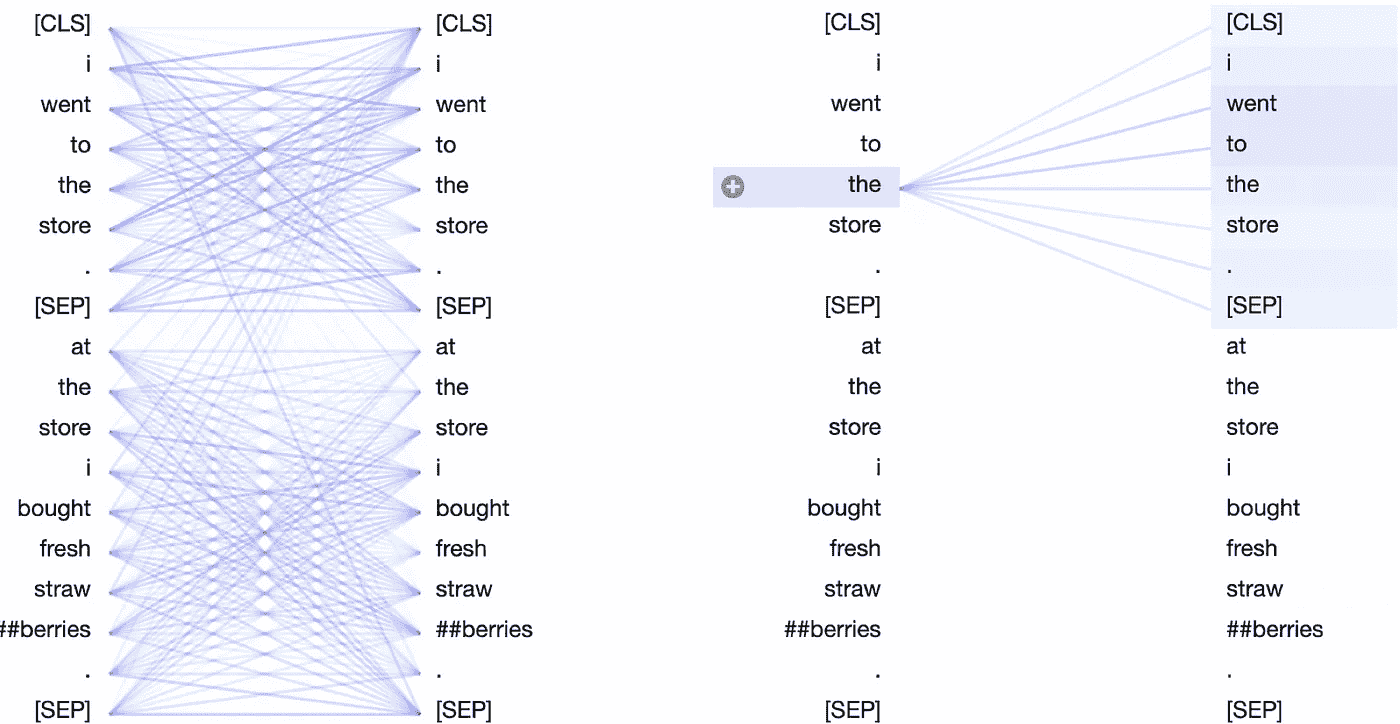 [CLS] [CLS] [CLS] [CLS]
i i i i
went went went went
to to to to
the the the the
store store store store
. . . .
[SEP] [SEP] [SEP] [SEP]
at at at at
the the the the
store store store store
i i i i
bought bought bought bought
fresh fresh fresh fresh
straw straw straw straw
##berries ##berries ##berries ##berries
. . . .
[SEP] [SEP] [SEP] [SEP]